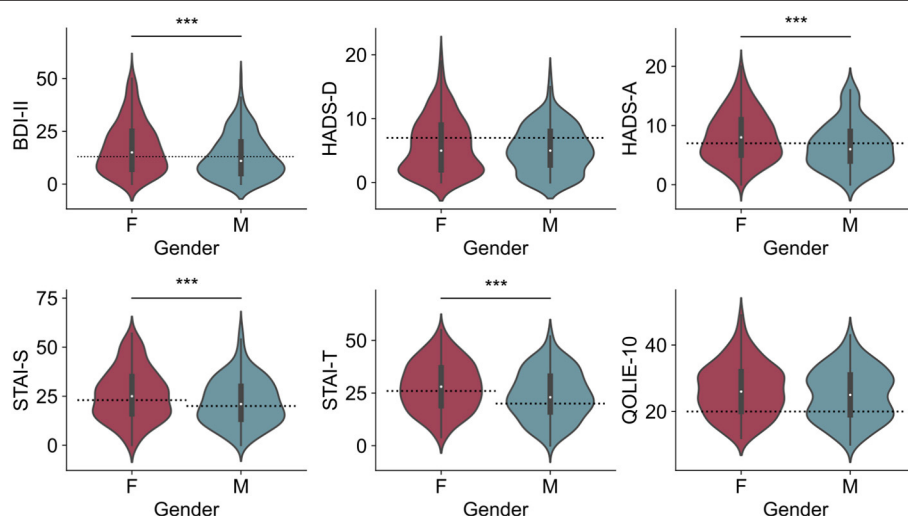 ***
50
25
0
BDI-II
F M
Gender
20
10
0
HADS-D
F M
Gender
***
20
10
0
HADS-A
F M
Gender
***
75
50
25
0
STAI-S
F M
Gender
***
50
25
0
STAI-T
F M
Gender
40
20
QOLIE-10
F M
Gender